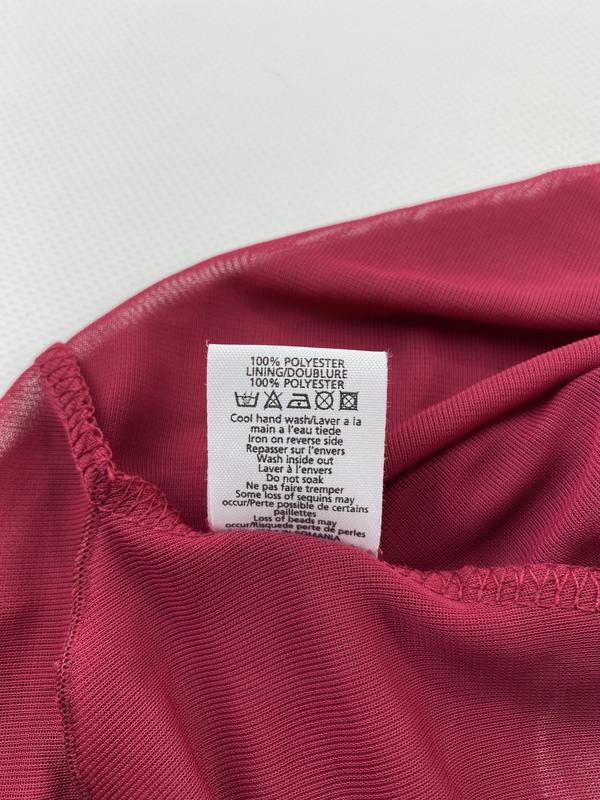 100% POLYESTER
LINING/DOUBLURE
100% POLYESTER
Cool hand wash/Laver a la
main a l'eau tiede
Iron on reverse side
Repasser sur l'envers
Wash inside out
Laver à l'envers
Do not soak
Ne pas faire tremper
Some loss of sequins may
occur/Perte possible de certains
paillettes
Loss of beads may
occur/Risquede perte de perles
ROMANIA